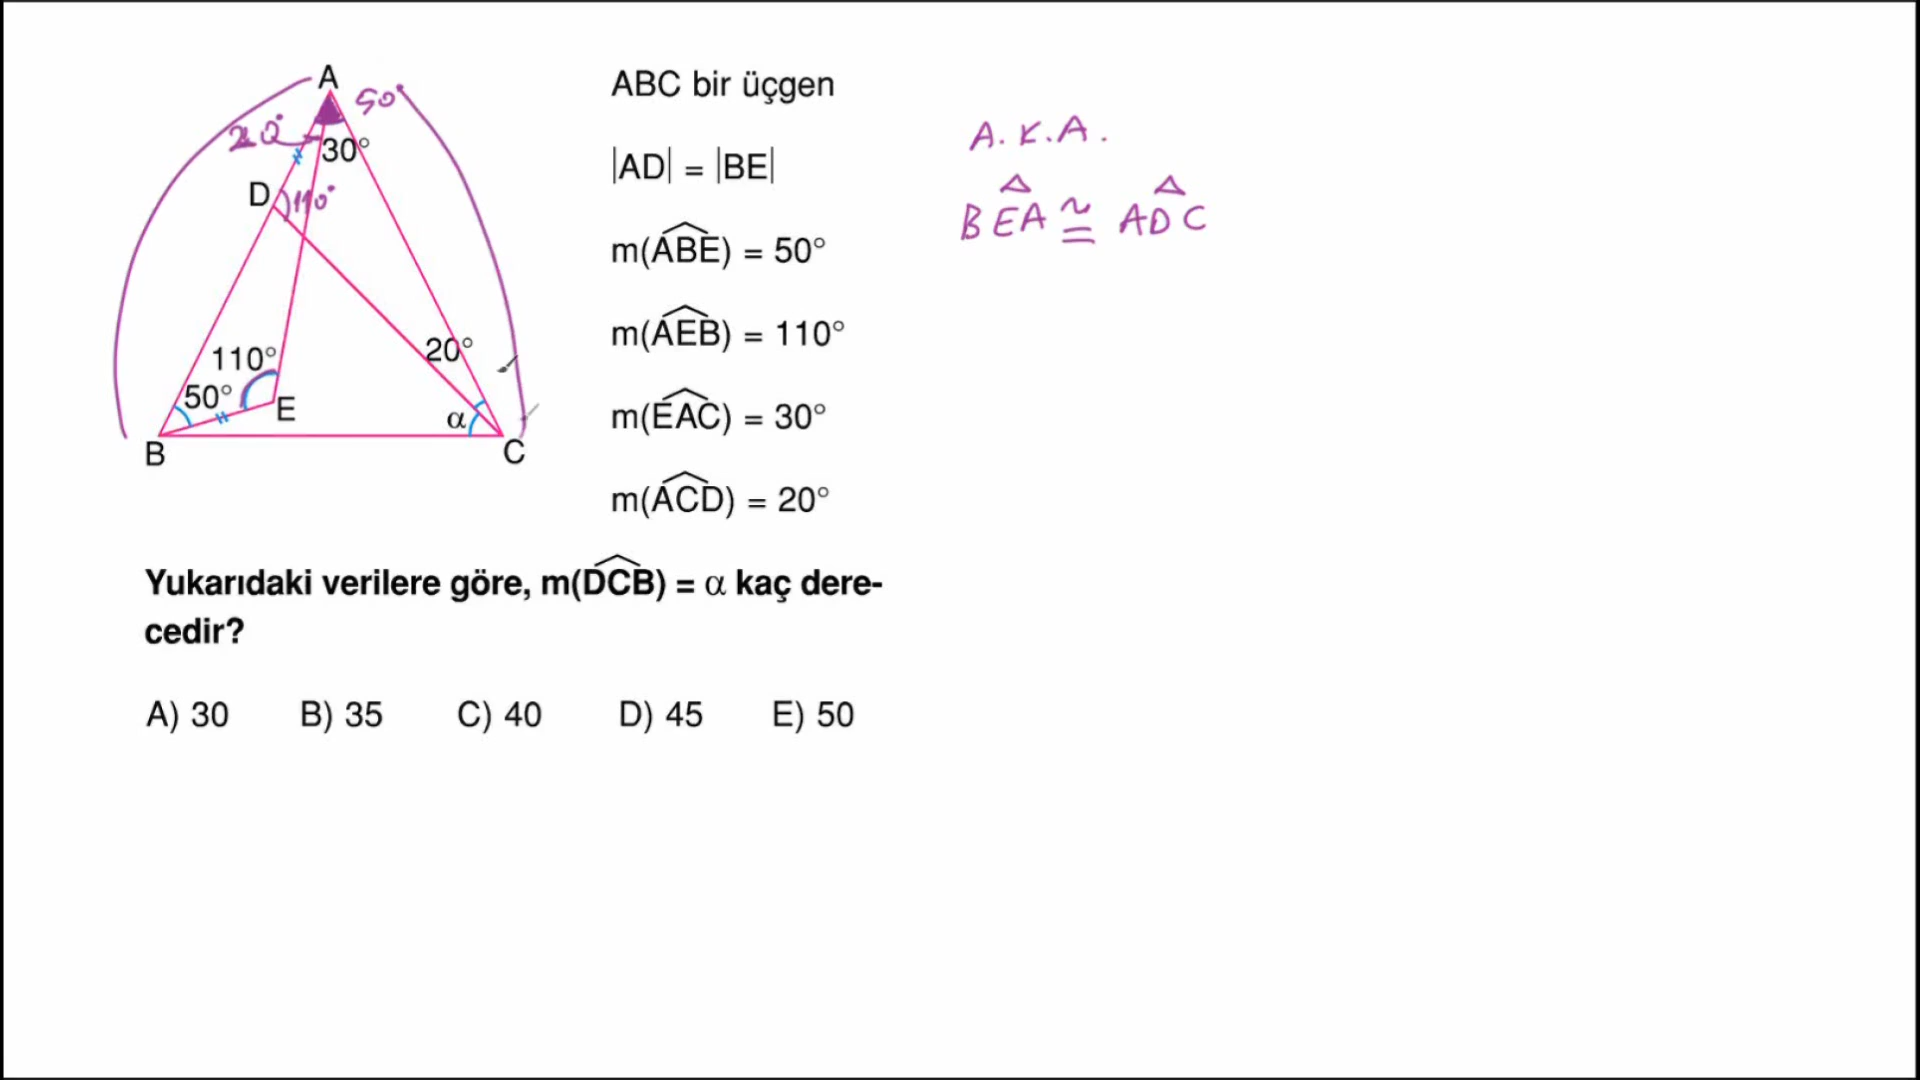 A
50°
20°
30°
D
110°
110°
20°
50°
E
α
B
C
ABC bir üçgen
|AD| = |BE|
m(ABE) = 50°
m(AEB) = 110°
m(EAC) = 30°
m(ACD) = 20°
A.K.A.
BEA ≅ ADC
Yukarıdaki verilere göre, m(DCB) = α kaç dere-
cedir?
A) 30 B) 35 C) 40 D) 45 E) 50